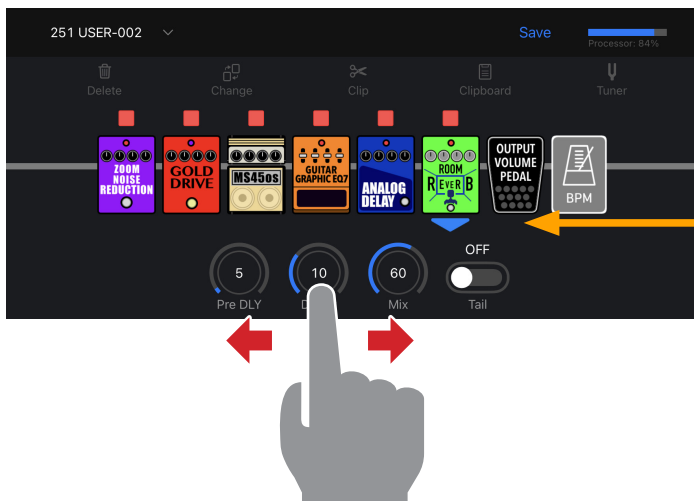 251 USER-002
Save
Processor: 84%
Delete
Change
Clip
Clipboard
Tuner
ZOOM
NOISE
REDUCTION
GOLD
DRIVE
MS45os
GUITAR
GRAPHIC EQ7
ANALOG
DELAY
ROOM
REVERB
OUTPUT
VOLUME
PEDAL
BPM
OFF
5
10
60
Pre DLY
D
Mix
Tail